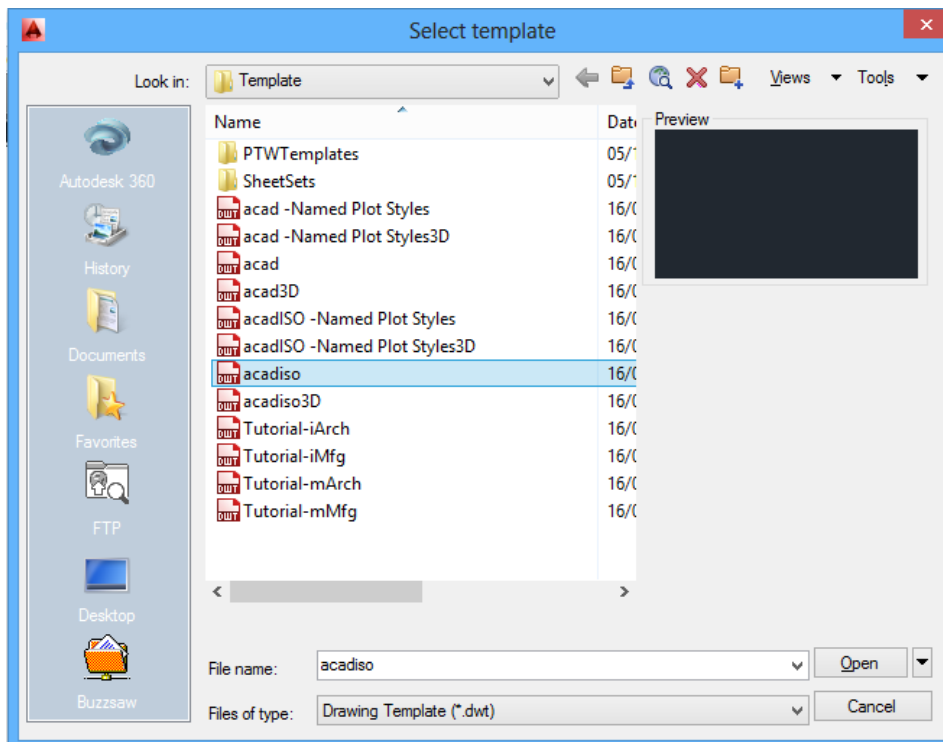 Select template
Look in: Template Views Tools
Autodesk 360
History
Documents
Favorites
FTP
Desktop
Buzzsaw
Name Date
PTWTemplates 05/1
SheetSets 05/1
acad -Named Plot Styles 16/0
acad -Named Plot Styles3D 16/0
acad 16/0
acad3D 16/0
acadISO -Named Plot Styles 16/0
acadISO -Named Plot Styles3D 16/0
acadiso 16/0
acadiso3D 16/0
Tutorial-iArch 16/0
Tutorial-iMfg 16/0
Tutorial-mArch 16/0
Tutorial-mMfg 16/0
Preview
File name: acadiso Open
Files of type: Drawing Template (*.dwt) Cancel